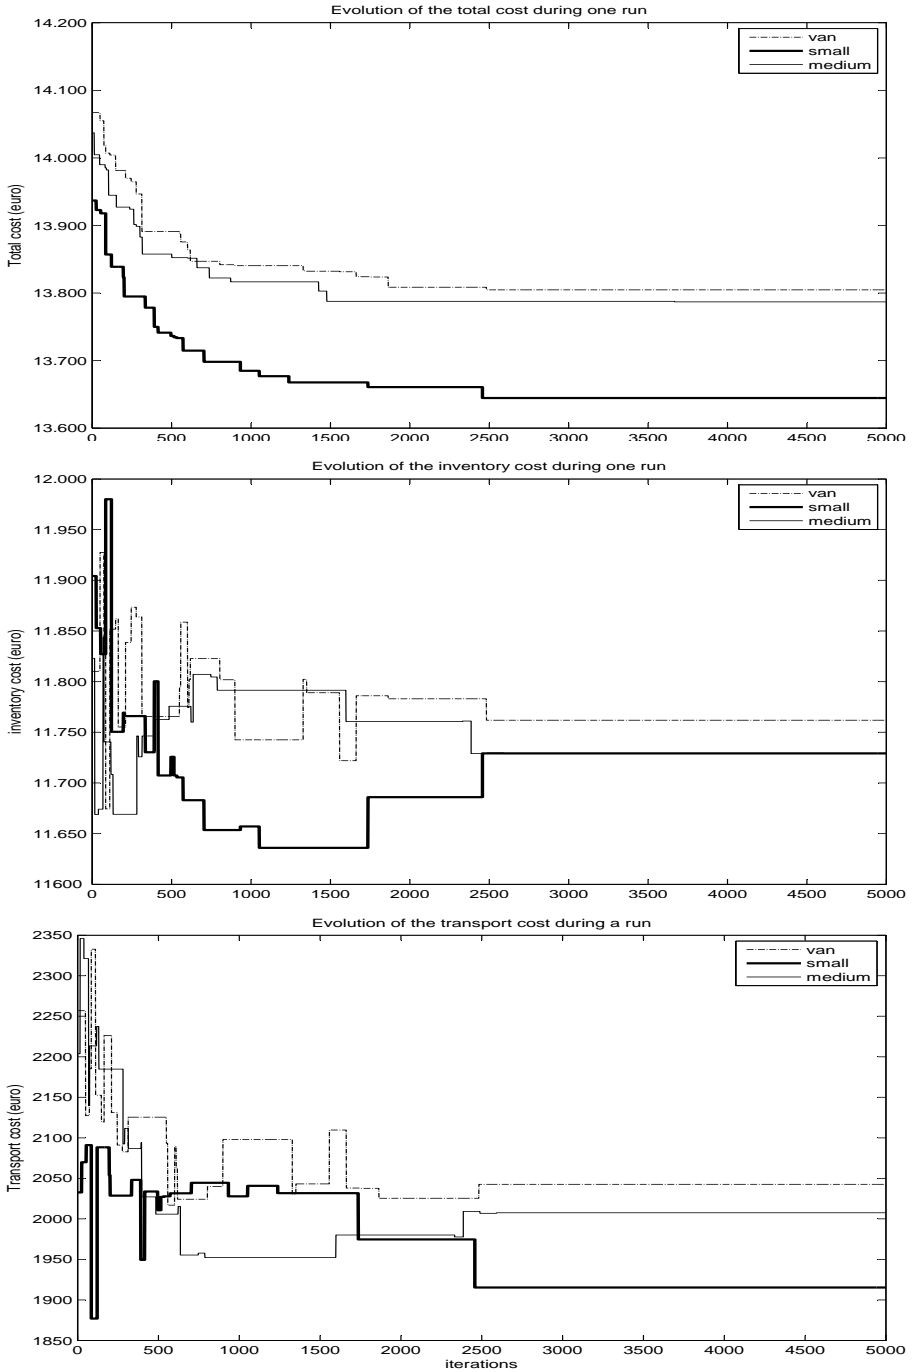 Evolution of the total cost during one run
14.200
14.100
14.000
13.900
13.800
13.700
13.600
Total cost (euro)
van
small
medium
0 500 1000 1500 2000 2500 3000 3500 4000 4500 5000
Evolution of the inventory cost during one run
12.000
11.950
11.900
11.850
11.800
11.750
11.700
11.650
11600
inventory cost (euro)
van
small
medium
0 500 1000 1500 2000 2500 3000 3500 4000 4500 5000
Evolution of the transport cost during a run
2350
2300
2250
2200
2150
2100
2050
2000
1950
1900
1850
Transport cost (euro)
van
small
medium
0 500 1000 1500 2000 2500 3000 3500 4000 4500 5000
iterations